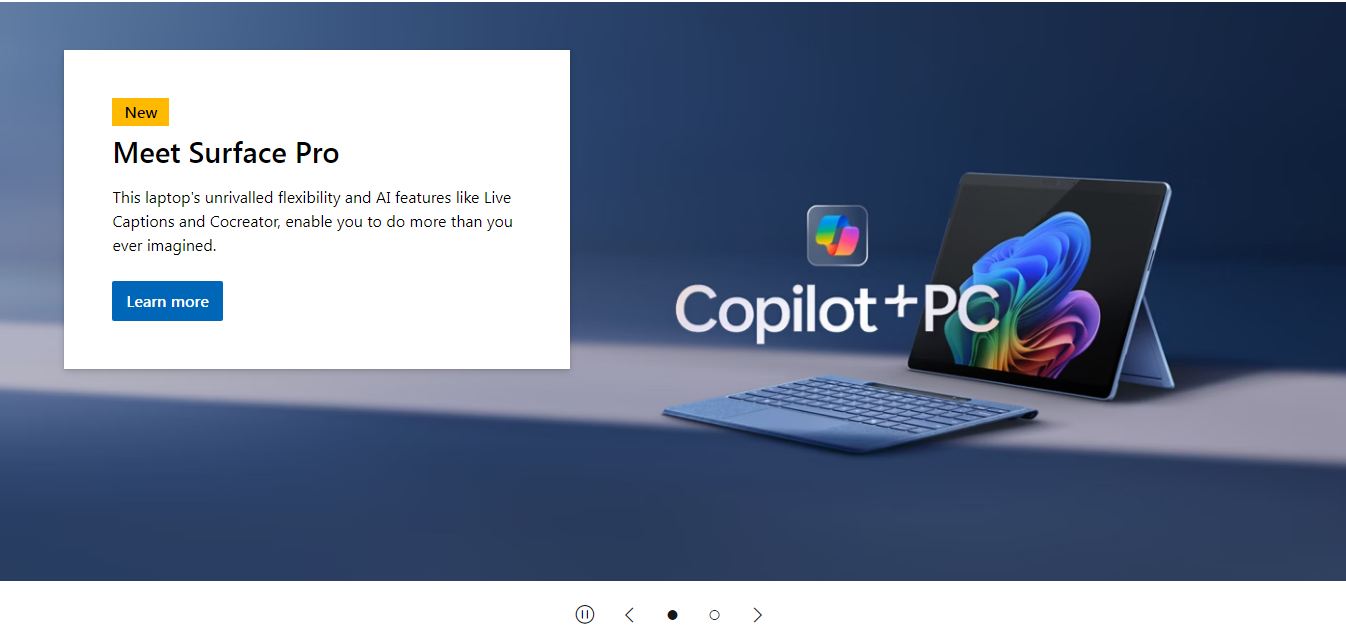 New
Meet Surface Pro
This laptop's unrivalled flexibility and AI features like Live
Captions and Cocreator, enable you to do more than you
ever imagined.
Learn more
Copilot+PC